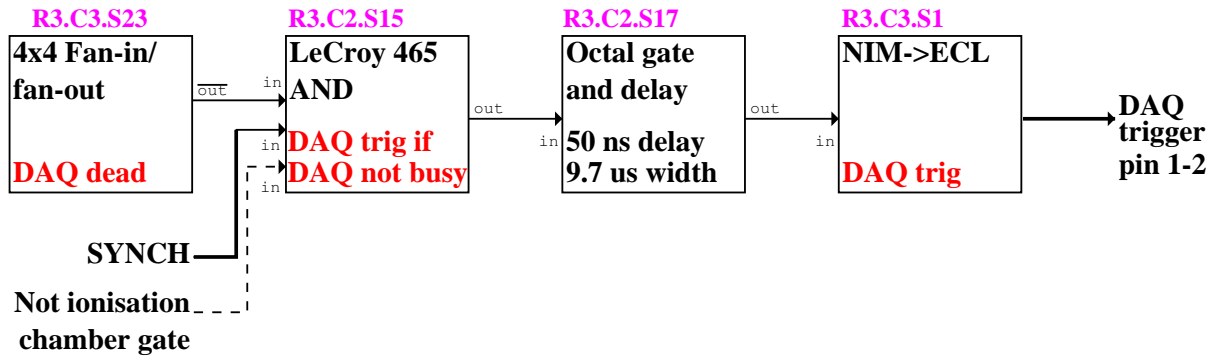 R3.C3.S23
4x4 Fan-in/
fan-out
DAQ dead
out
in
R3.C2.S15
LeCroy 465
AND
DAQ trig if
DAQ not busy
in
in
SYNCH
Not ionisation
chamber gate
out
in
R3.C2.S17
Octal gate
and delay
50 ns delay
9.7 us width
out
in
R3.C3.S1
NIM->ECL
DAQ trig
DAQ
trigger
pin 1-2